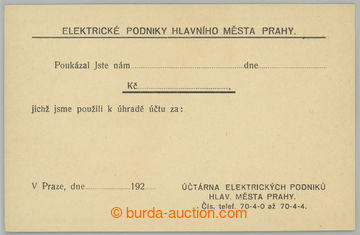 ELEKTRICKÉ PODNIKY HLAVNÍHO MĚSTA PRAHY.
Poukázal Jste nám dne
Kč
jichž jsme použili k úhradě účtu za:
V Praze, dne 192
ÚČTÁRNA ELEKTRICKÝCH PODNIKŮ
HLAV. MĚSTA PRAHY.
Čís. telef. 70-4-0 až 70-4-4.
burda-auction.com